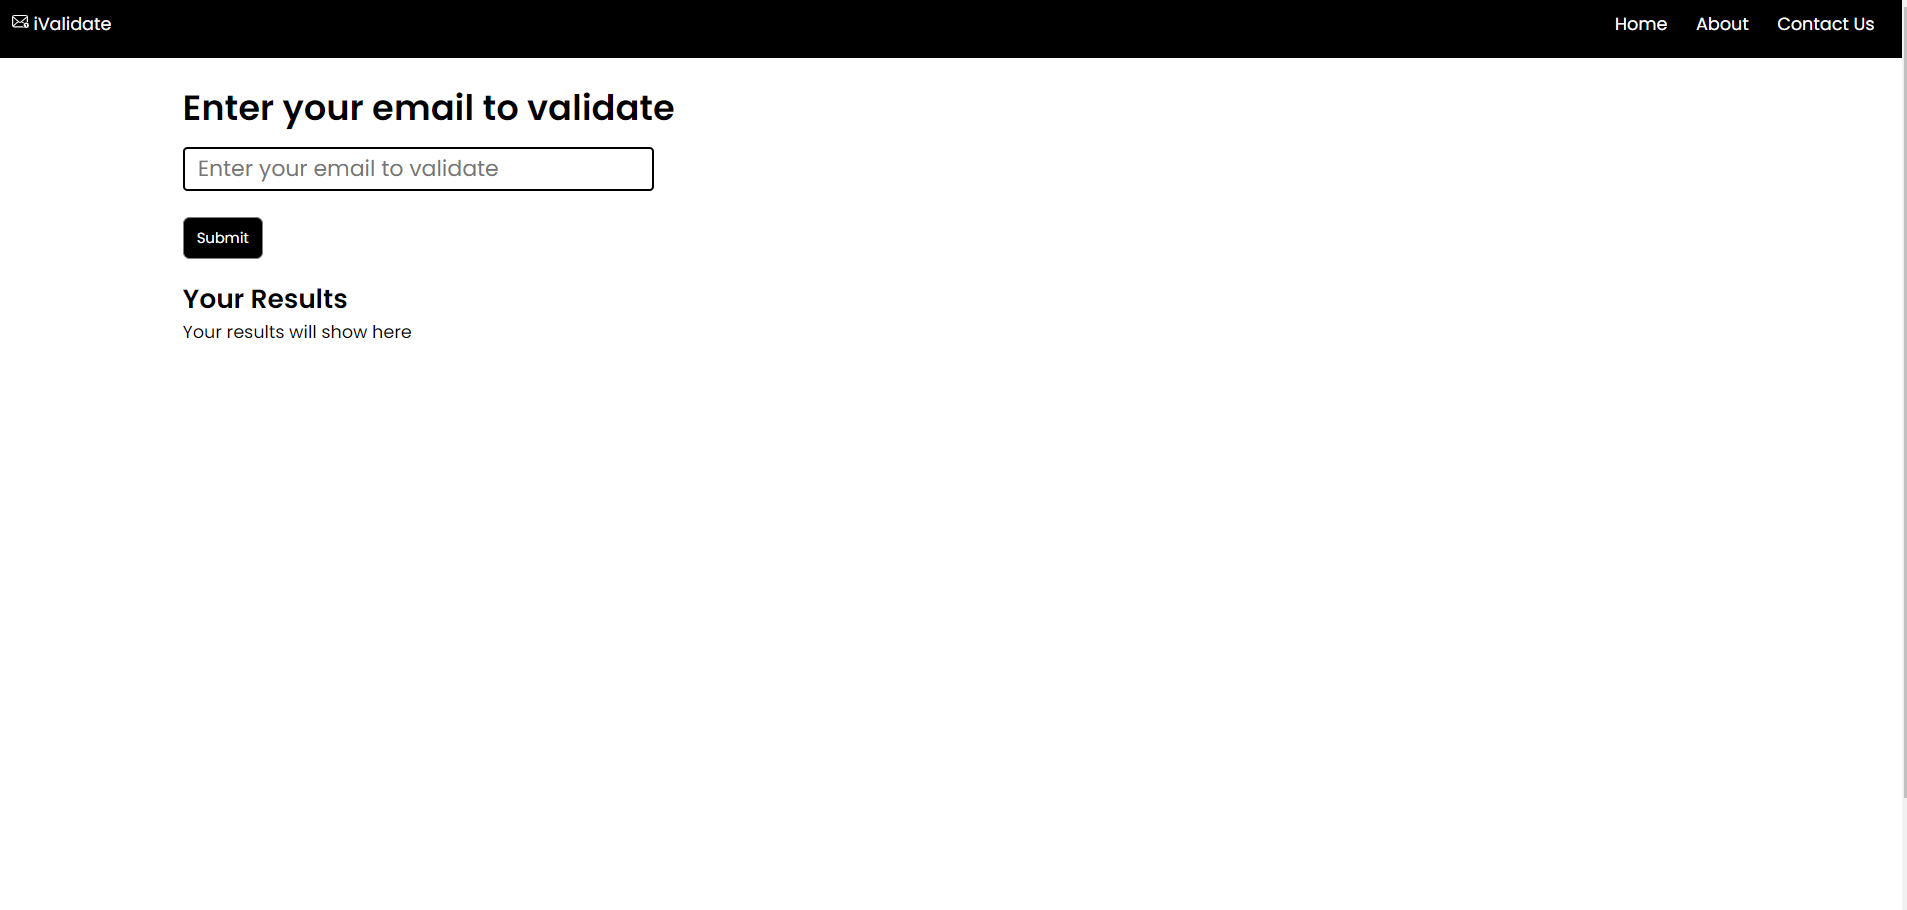 iValidate
Home About Contact Us
Enter your email to validate
Enter your email to validate
Submit
Your Results
Your results will show here